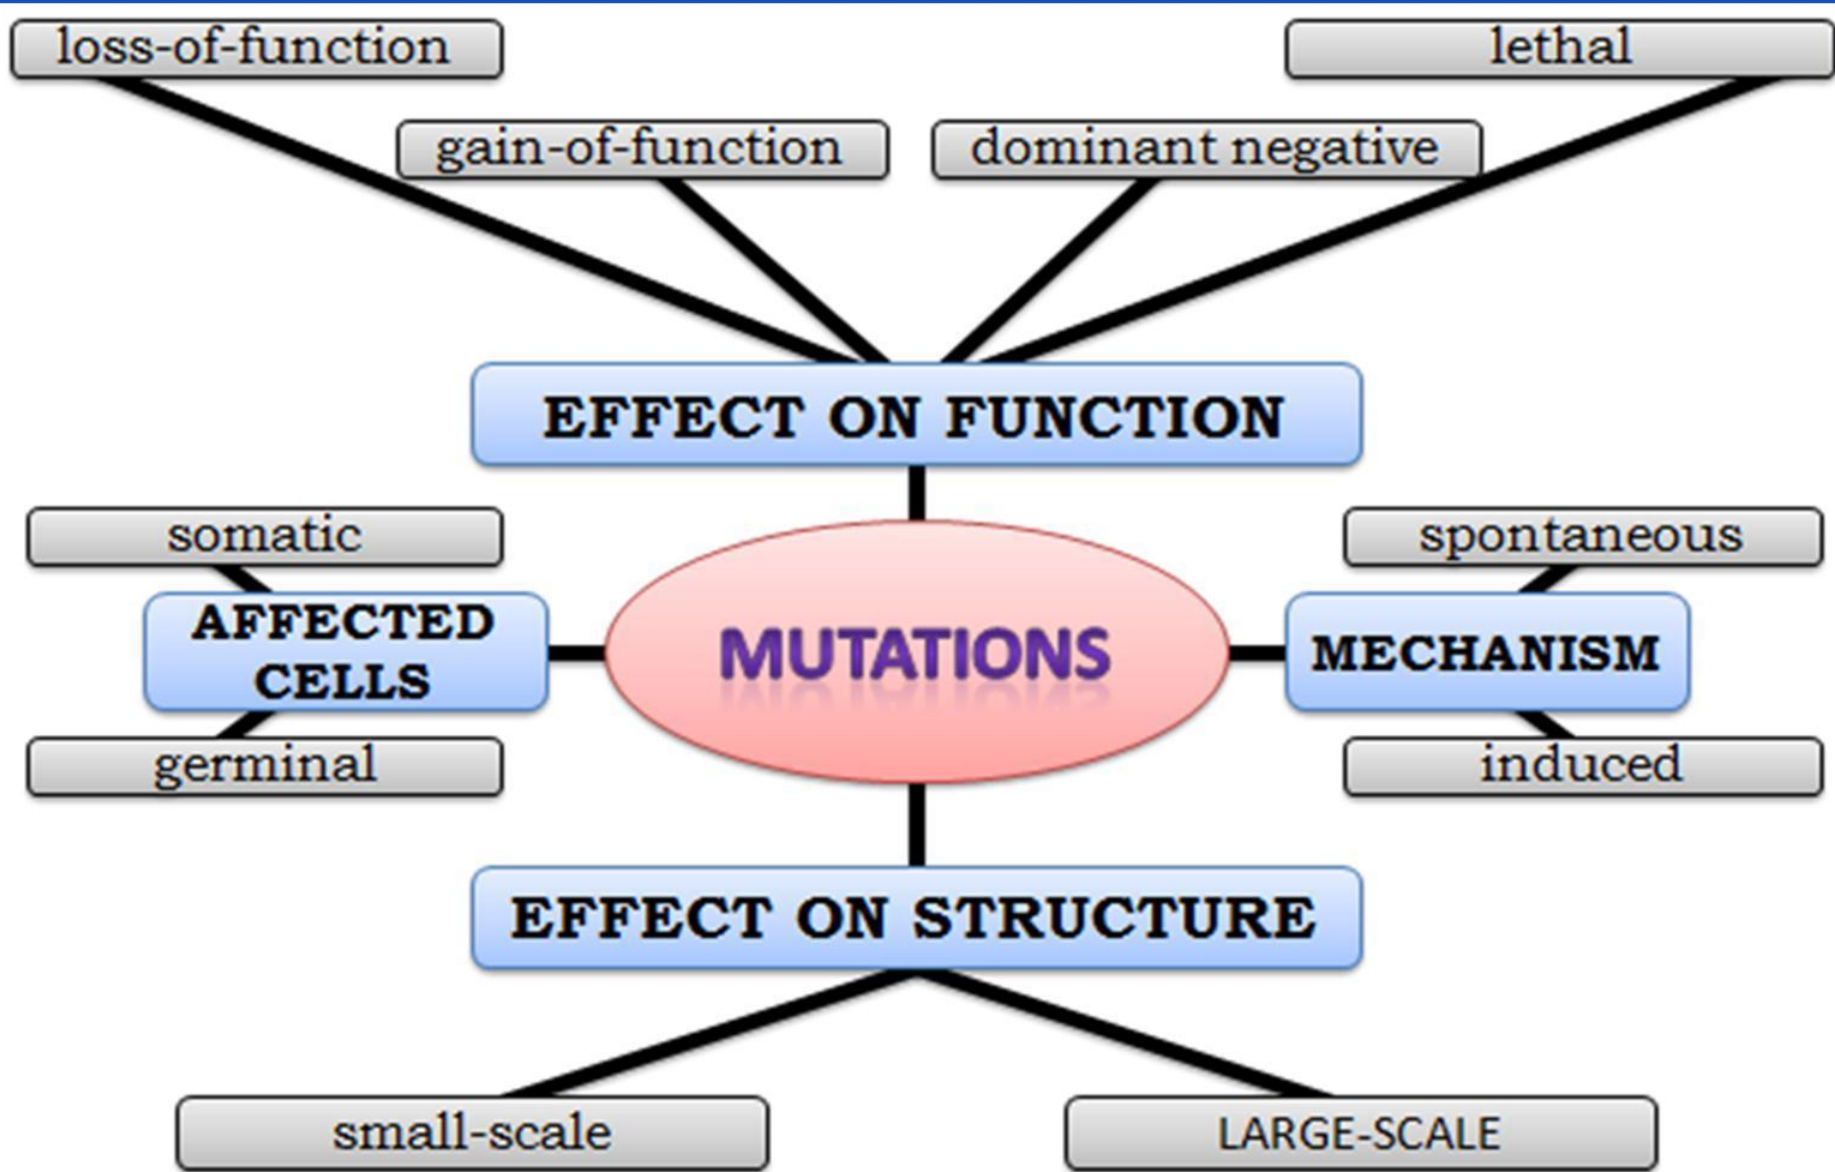 loss-of-function
lethal
gain-of-function
dominant negative
EFFECT ON FUNCTION
somatic
spontaneous
AFFECTED
CELLS
MUTATIONS
MECHANISM
germinal
induced
EFFECT ON STRUCTURE
small-scale
LARGE-SCALE